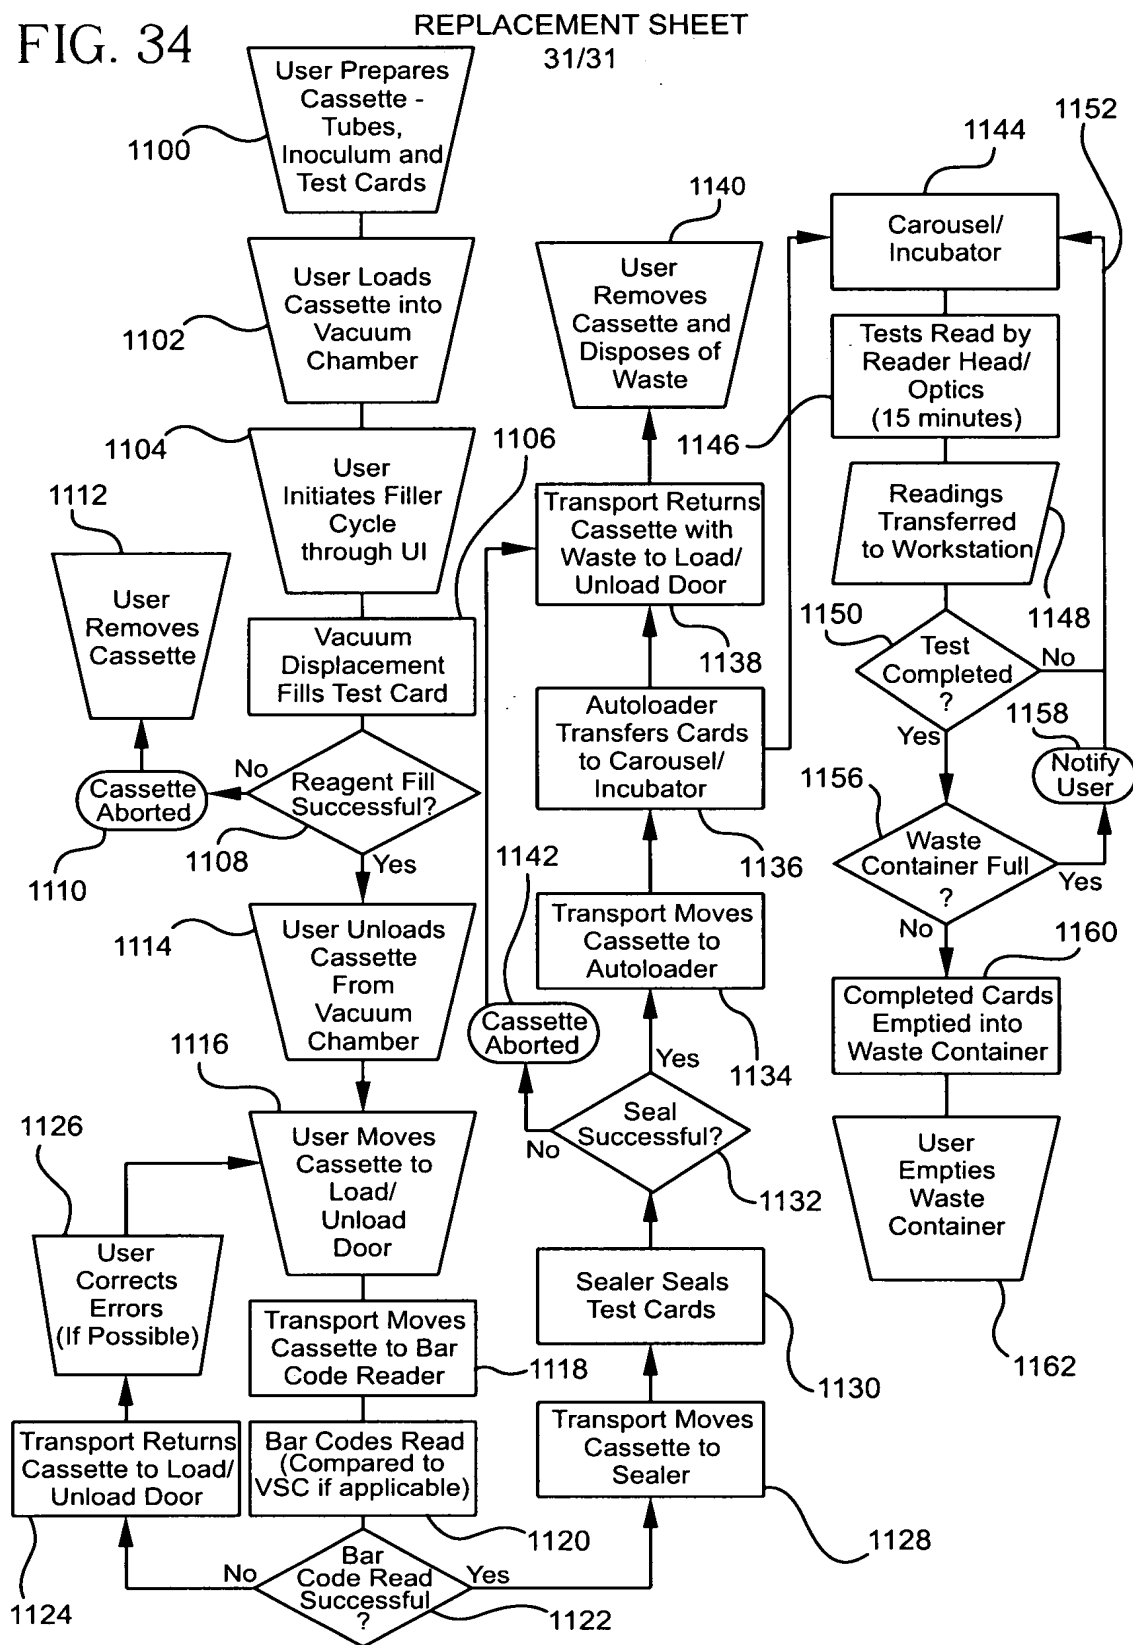 FIG. 34
REPLACEMENT SHEET
31/31
User Prepares
Cassette -
Tubes,
Inoculum and
Test Cards
1100
User Loads
Cassette into
Vacuum
Chamber
1102
1104
User
Initiates Filler
Cycle
through UI
1106
Vacuum
Displacement
Fills Test Card
1112
User
Removes
Cassette
Cassette
Aborted
1110
No
Reagent Fill
Successful?
1108
Yes
1114
User Unloads
Cassette
From
Vacuum
Chamber
1116
User Moves
Cassette to
Load/
Unload
Door
1126
User
Corrects
Errors
(If Possible)
Transport Moves
Cassette to Bar
Code Reader
1118
Transport Returns
Cassette to Load/
Unload Door
1124
Bar Codes Read
(Compared to
VSC if applicable)
1120
No
Bar
Code Read
Successful
?
1122
Yes
1140
User
Removes
Cassette and
Disposes of
Waste
Transport Returns
Cassette with
Waste to Load/
Unload Door
1138
Autoloader
Transfers Cards
to Carousel/
Incubator
1136
1142
Cassette
Aborted
Transport Moves
Cassette to
Autoloader
1134
Yes
No
Seal
Successful?
1132
Sealer Seals
Test Cards
1130
Transport Moves
Cassette to
Sealer
1128
1144
1152
Carousel/
Incubator
Tests Read by
Reader Head/
Optics
(15 minutes)
1146
Readings
Transferred
to Workstation
1148
1150
Test
Completed
?
No
Yes
1158
Notify
User
1156
Waste
Container Full
?
Yes
No
1160
Completed Cards
Emptied into
Waste Container
User
Empties
Waste
Container
1162